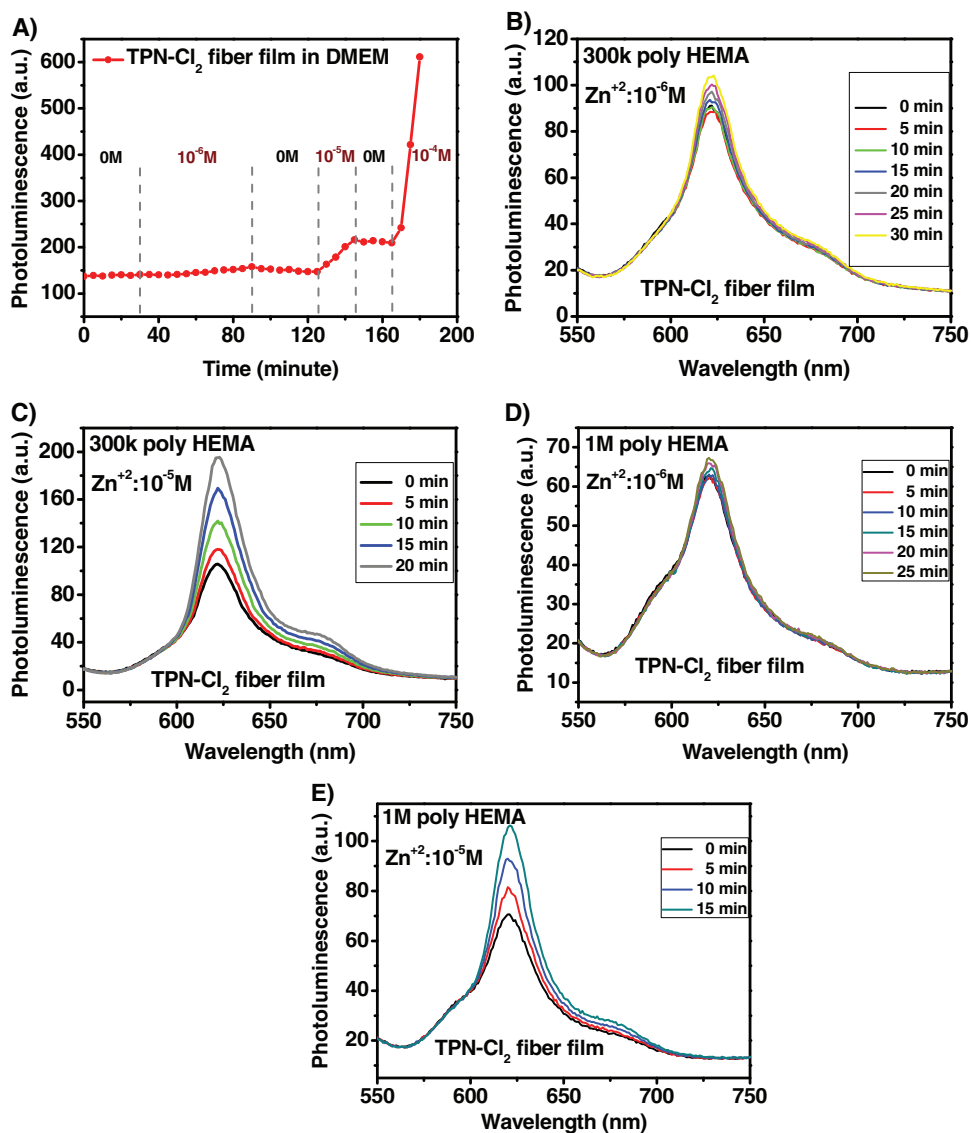 A)
TPN-Cl₂ fiber film in DMEM
0M 10⁻⁶M 0M 10⁻⁵M 0M 10⁻⁴M
Photoluminescence (a.u.)
600
500
400
300
200
100
0 40 80 120 160 200
Time (minute)
B)
300k poly HEMA
Zn⁺²:10⁻⁶M
0 min
5 min
10 min
15 min
20 min
25 min
30 min
TPN-Cl₂ fiber film
Photoluminescence (a.u.)
120
100
80
60
40
20
0
550 600 650 700 750
Wavelength (nm)
C)
300k poly HEMA
Zn⁺²:10⁻⁵M
0 min
5 min
10 min
15 min
20 min
TPN-Cl₂ fiber film
Photoluminescence (a.u.)
200
160
120
80
40
0
550 600 650 700 750
Wavelength (nm)
D)
1M poly HEMA
Zn⁺²:10⁻⁶M
0 min
5 min
10 min
15 min
20 min
25 min
TPN-Cl₂ fiber film
Photoluminescence (a.u.)
70
60
50
40
30
20
10
550 600 650 700 750
Wavelength (nm)
E)
1M poly HEMA
Zn⁺²:10⁻⁵M
0 min
5 min
10 min
15 min
TPN-Cl₂ fiber film
Photoluminescence (a.u.)
100
80
60
40
20
550 600 650 700 750
Wavelength (nm)